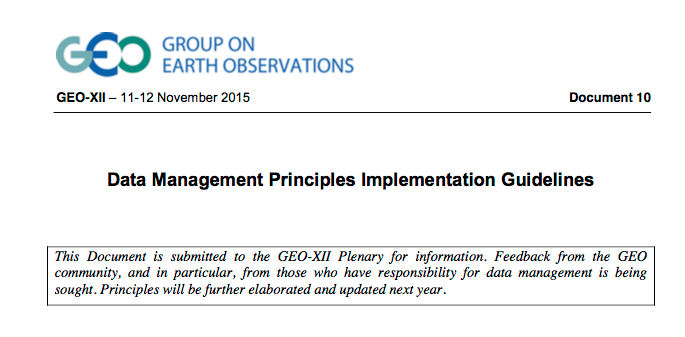 GEO GROUP ON
EARTH OBSERVATIONS
GEO-XII – 11-12 November 2015 Document 10
Data Management Principles Implementation Guidelines
This Document is submitted to the GEO-XII Plenary for information. Feedback from the GEO
community, and in particular, from those who have responsibility for data management is being
sought. Principles will be further elaborated and updated next year.